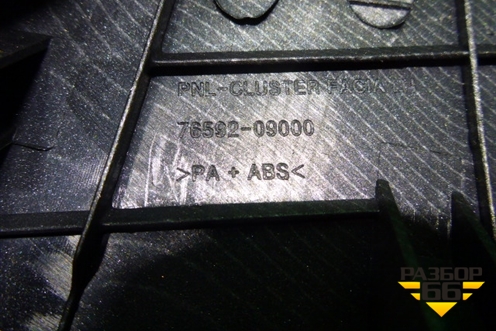 PNL-CLUSTER FACIA
76592-09000
>PA + ABS<
РАЗБОР
66